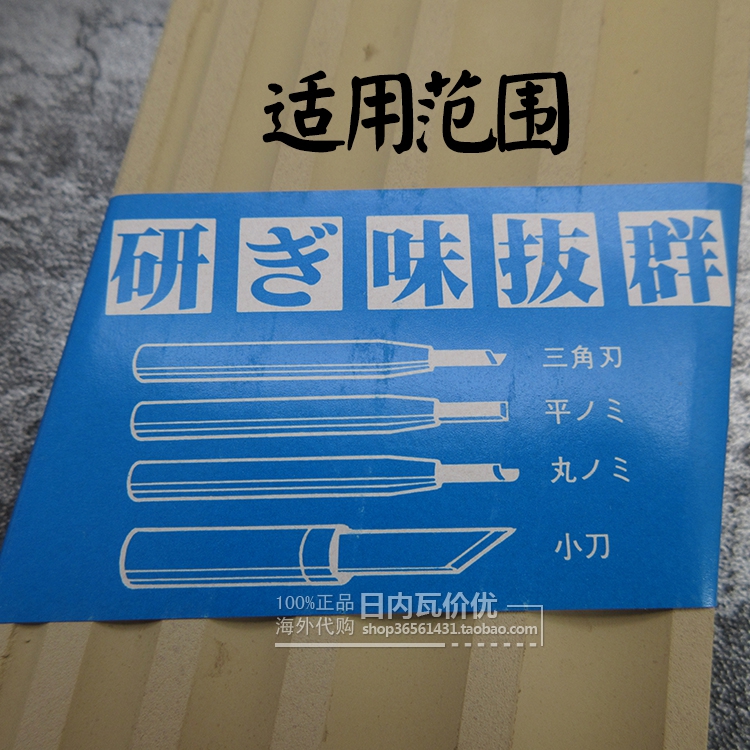 适用范围
研ぎ味抜群
三角刃
平ノミ
丸ノミ
小刀
100%正品 日内瓦价优
海外代购 shop36561431.taobao.com